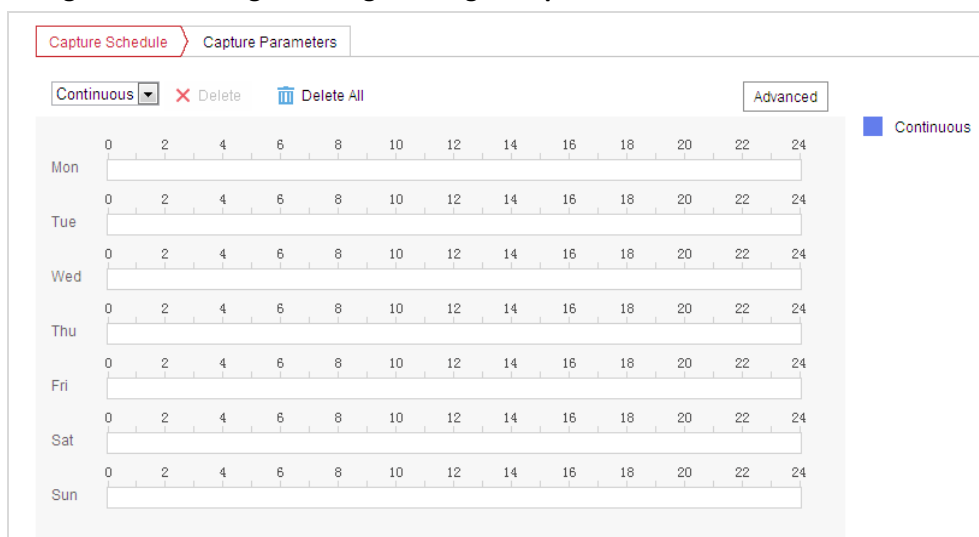 Capture Schedule Capture Parameters
Continuous Delete Delete All Advanced
Continuous
0 2 4 6 8 10 12 14 16 18 20 22 24
Mon
0 2 4 6 8 10 12 14 16 18 20 22 24
Tue
0 2 4 6 8 10 12 14 16 18 20 22 24
Wed
0 2 4 6 8 10 12 14 16 18 20 22 24
Thu
0 2 4 6 8 10 12 14 16 18 20 22 24
Fri
0 2 4 6 8 10 12 14 16 18 20 22 24
Sat
0 2 4 6 8 10 12 14 16 18 20 22 24
Sun